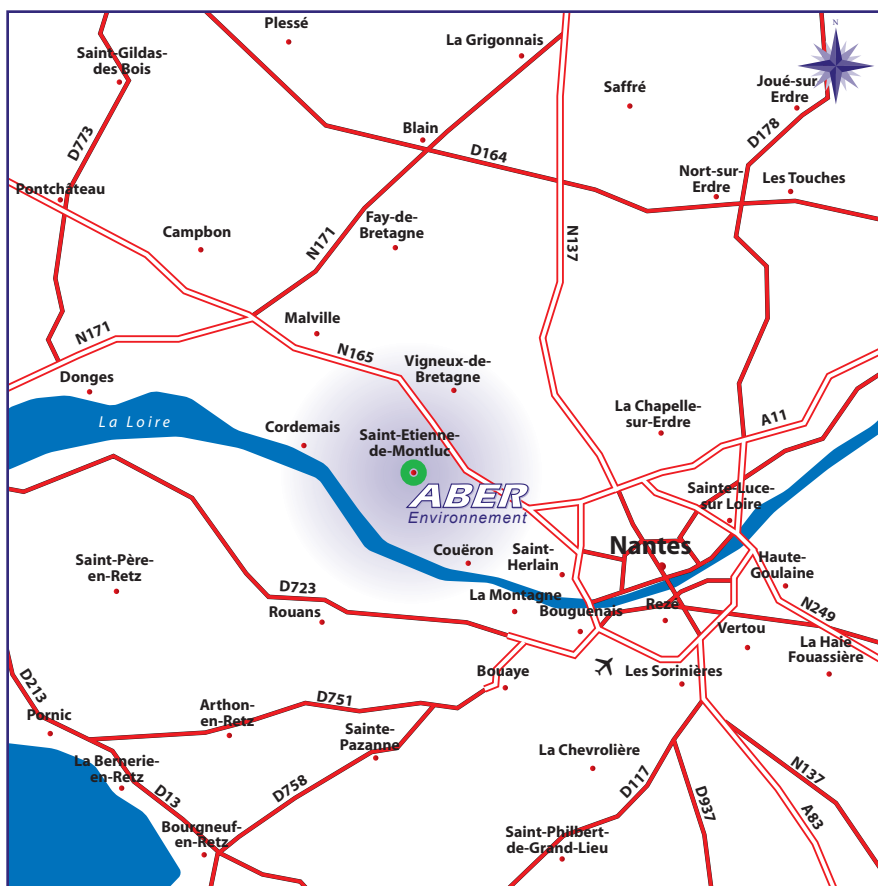 Plessé
N
La Grigonnais
Saint-Gildas-
des Bois
Saffré
Joué-sur
Erdre
D773
Blain
D178
D164
Nort-sur-
Erdre
Les Touches
Pontchâteau
Campbon
Fay-de-
Bretagne
N171
N137
Malville
N171
N165
Vigneux-de-
Bretagne
Donges
La Loire
Cordemais
Saint-Etienne-
de-Montluc
La Chapelle-
sur-Erdre
A11
ABER
Environnement
Sainte-Luce-
sur Loire
Couëron
Saint-
Herlain
Nantes
Haute-
Goulaine
Saint-Père-
en-Retz
D723
Rouans
La Montagne
Bouguenais
Rezé
N249
Vertou
La Haie
Fouassière
Bouaye
Les Sorinières
D213
Pornic
Arthon-
en-Retz
D751
Sainte-
Pazanne
La Chevrolière
La Bernerie-
en-Retz
D13
D758
D117
D937
N137
A83
Bourgneuf-
en-Retz
Saint-Philbert-
de-Grand-Lieu